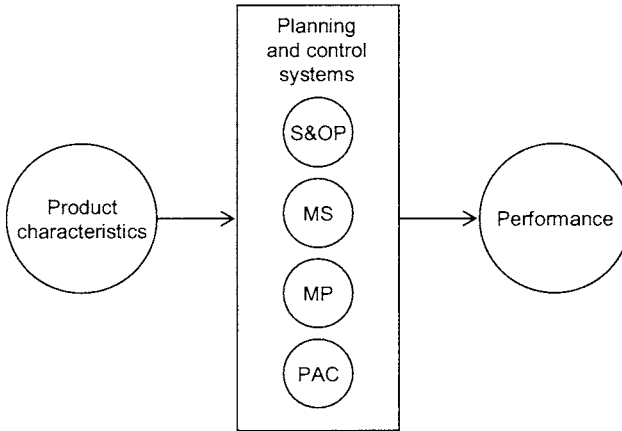 Planning
and control
systems
S&OP
Product
characteristics
MS
Performance
MP
PAC